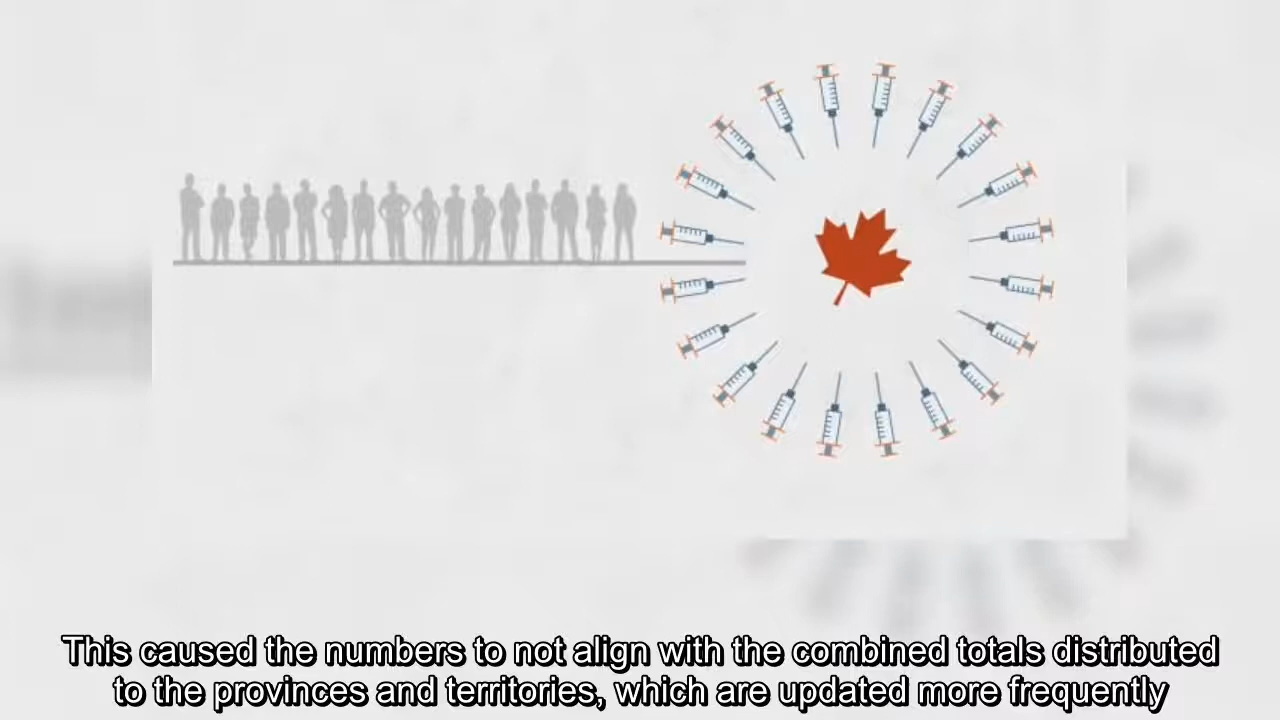 This caused the numbers to not align with the combined totals distributed
to the provinces and territories, which are updated more frequently